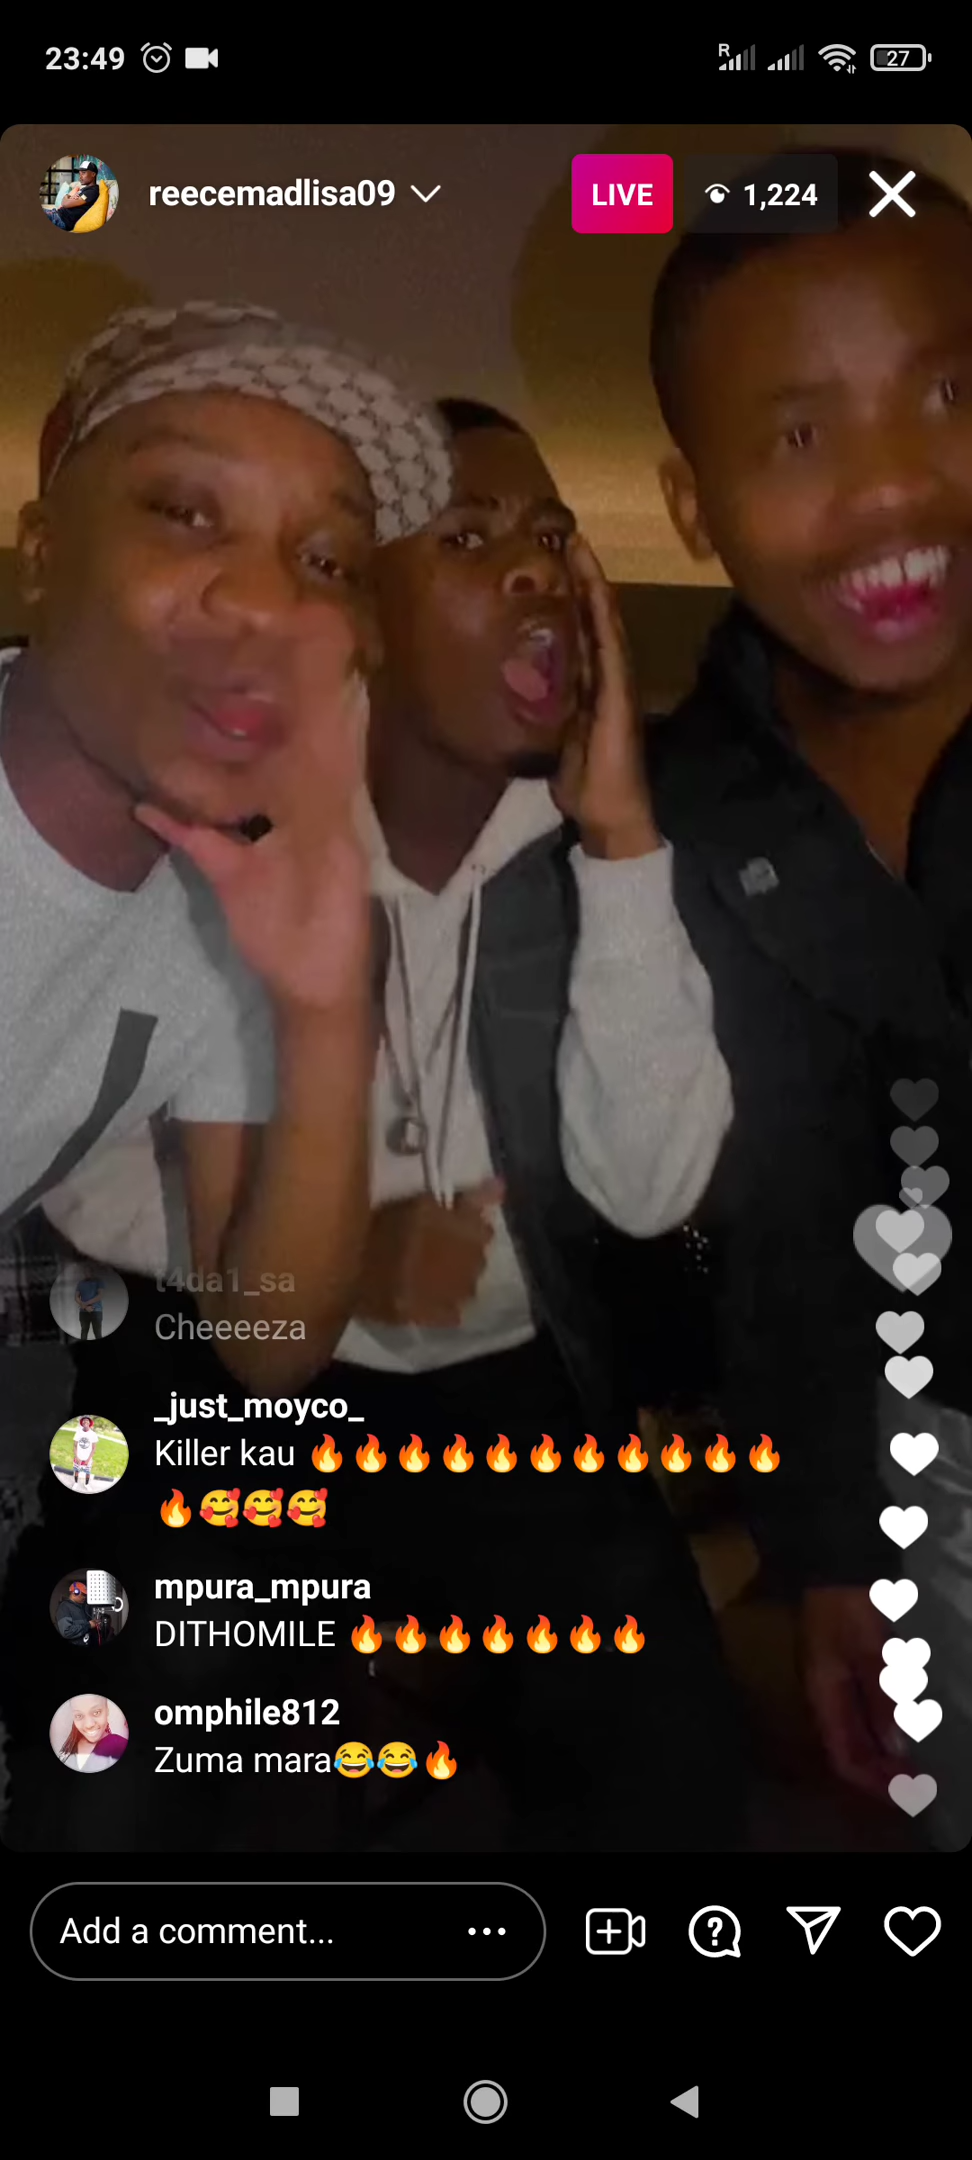 23:49
R
27
reecemadlisa09
LIVE
1,224
t4da1_sa
Cheeeeza
_just_moyco_
Killer kau 🔥🔥🔥🔥🔥🔥🔥🔥🔥🔥🔥
🔥🥰🥰🥰
mpura_mpura
DITHOMILE 🔥🔥🔥🔥🔥🔥🔥
omphile812
Zuma mara😂😂🔥
Add a comment...